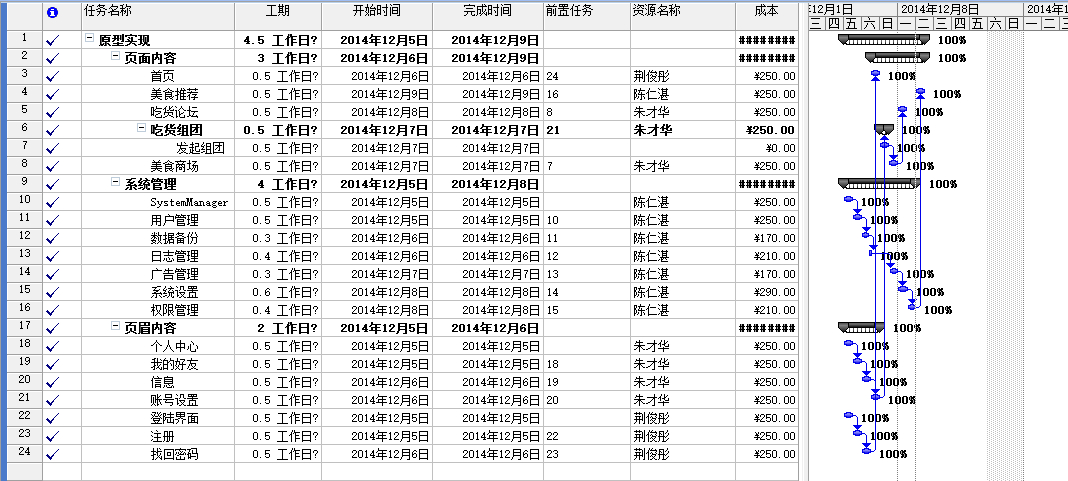 任务名称 工期 开始时间 完成时间 前置任务 资源名称 成本 2014年12月8日 2014年1
三 四 五 六 日 一 二 三 四 五 六 日 一 二 三
1 原型实现 4.5 工作日? 2014年12月5日 2014年12月9日 ######## 100%
2 页面内容 3 工作日? 2014年12月6日 2014年12月9日 ######## 100%
3 首页 0.5 工作日? 2014年12月6日 2014年12月6日 24 荆俊彤 ¥250.00 100%
4 美食推荐 0.5 工作日? 2014年12月9日 2014年12月9日 16 陈仁湛 ¥250.00 100%
5 吃货论坛 0.5 工作日? 2014年12月8日 2014年12月8日 8 朱才华 ¥250.00 100%
6 吃货组团 0.5 工作日? 2014年12月7日 2014年12月7日 21 朱才华 ¥250.00 100%
7 发起组团 0.5 工作日? 2014年12月7日 2014年12月7日 ¥0.00 100%
8 美食商场 0.5 工作日? 2014年12月7日 2014年12月7日 7 朱才华 ¥250.00 100%
9 系统管理 4 工作日? 2014年12月5日 2014年12月8日 ######## 100%
10 SystemManager 0.5 工作日? 2014年12月5日 2014年12月5日 陈仁湛 ¥250.00 100%
11 用户管理 0.5 工作日? 2014年12月5日 2014年12月5日 10 陈仁湛 ¥250.00 100%
12 数据备份 0.3 工作日? 2014年12月6日 2014年12月6日 11 陈仁湛 ¥170.00 100%
13 日志管理 0.4 工作日? 2014年12月6日 2014年12月6日 12 陈仁湛 ¥210.00 100%
14 广告管理 0.3 工作日? 2014年12月7日 2014年12月7日 13 陈仁湛 ¥170.00 100%
15 系统设置 0.6 工作日? 2014年12月8日 2014年12月8日 14 陈仁湛 ¥290.00 100%
16 权限管理 0.4 工作日? 2014年12月8日 2014年12月8日 15 陈仁湛 ¥210.00 100%
17 页眉内容 2 工作日? 2014年12月5日 2014年12月6日 ######## 100%
18 个人中心 0.5 工作日? 2014年12月5日 2014年12月5日 朱才华 ¥250.00 100%
19 我的好友 0.5 工作日? 2014年12月5日 2014年12月5日 18 朱才华 ¥250.00 100%
20 信息 0.5 工作日? 2014年12月6日 2014年12月6日 19 朱才华 ¥250.00 100%
21 账号设置 0.5 工作日? 2014年12月6日 2014年12月6日 20 朱才华 ¥250.00 100%
22 登陆界面 0.5 工作日? 2014年12月5日 2014年12月5日 荆俊彤 ¥250.00 100%
23 注册 0.5 工作日? 2014年12月5日 2014年12月5日 22 荆俊彤 ¥250.00 100%
24 找回密码 0.5 工作日? 2014年12月6日 2014年12月6日 23 荆俊彤 ¥250.00 100%